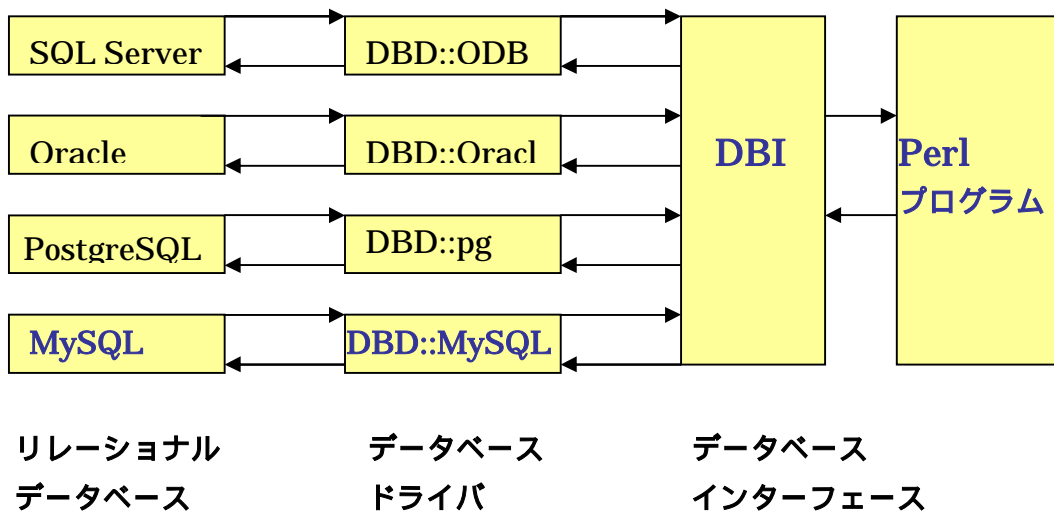 SQL Server
DBD::ODB
Oracle
DBD::Oracl
PostgreSQL
DBD::pg
MySQL
DBD::MySQL
DBI
Perl
プログラム
リレーショナル
データベース
データベース
ドライバ
データベース
インターフェース